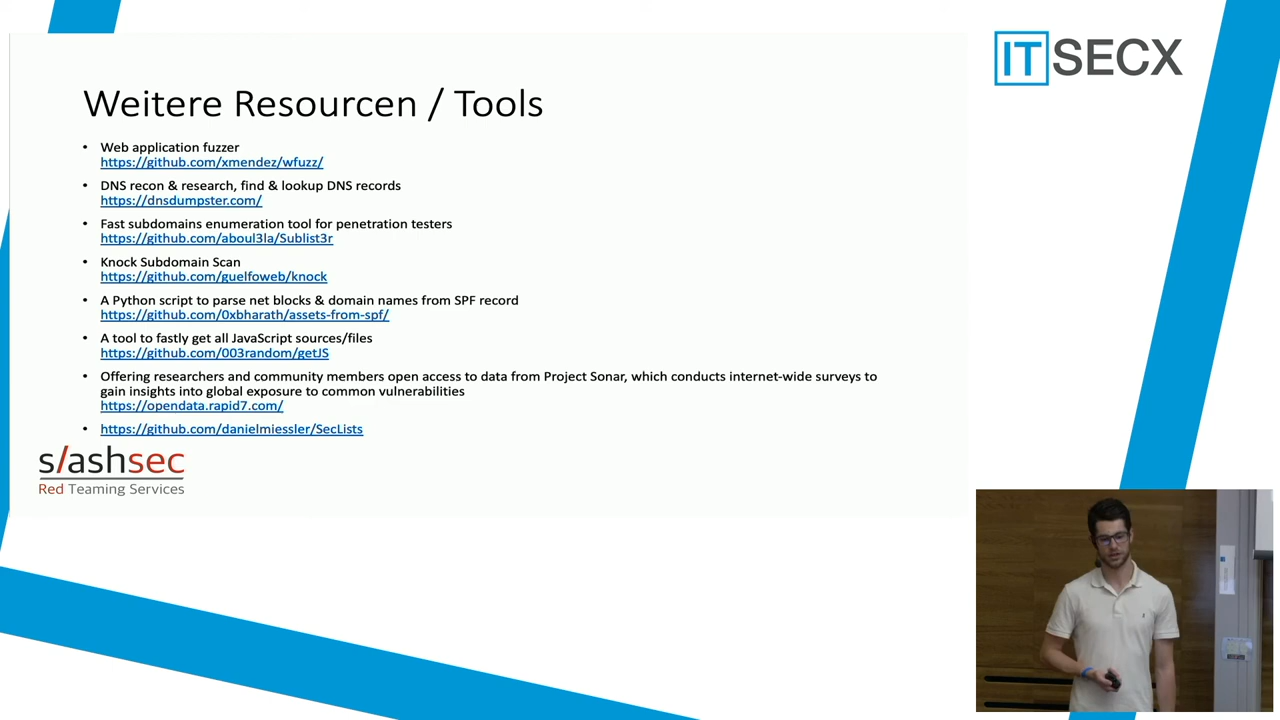 IT SECX
Weitere Resourcen / Tools
• Web application fuzzer
https://github.com/xmendez/wfuzz/
• DNS recon & research, find & lookup DNS records
https://dnsdumpster.com/
• Fast subdomains enumeration tool for penetration testers
https://github.com/aboul3la/Sublist3r
• Knock Subdomain Scan
https://github.com/guelfoweb/knock
• A Python script to parse net blocks & domain names from SPF record
https://github.com/0xbharath/assets-from-spf/
• A tool to fastly get all JavaScript sources/files
https://github.com/003random/getJS
• Offering researchers and community members open access to data from Project Sonar, which conducts internet-wide surveys to
gain insights into global exposure to common vulnerabilities
https://opendata.rapid7.com/
• https://github.com/danielmiessler/SecLists
s/ashsec
Red Teaming Services